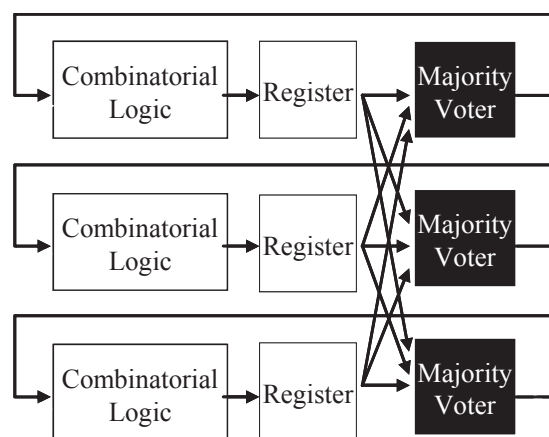 Combinatorial
Logic
Register
Majority
Voter
Combinatorial
Logic
Register
Majority
Voter
Combinatorial
Logic
Register
Majority
Voter